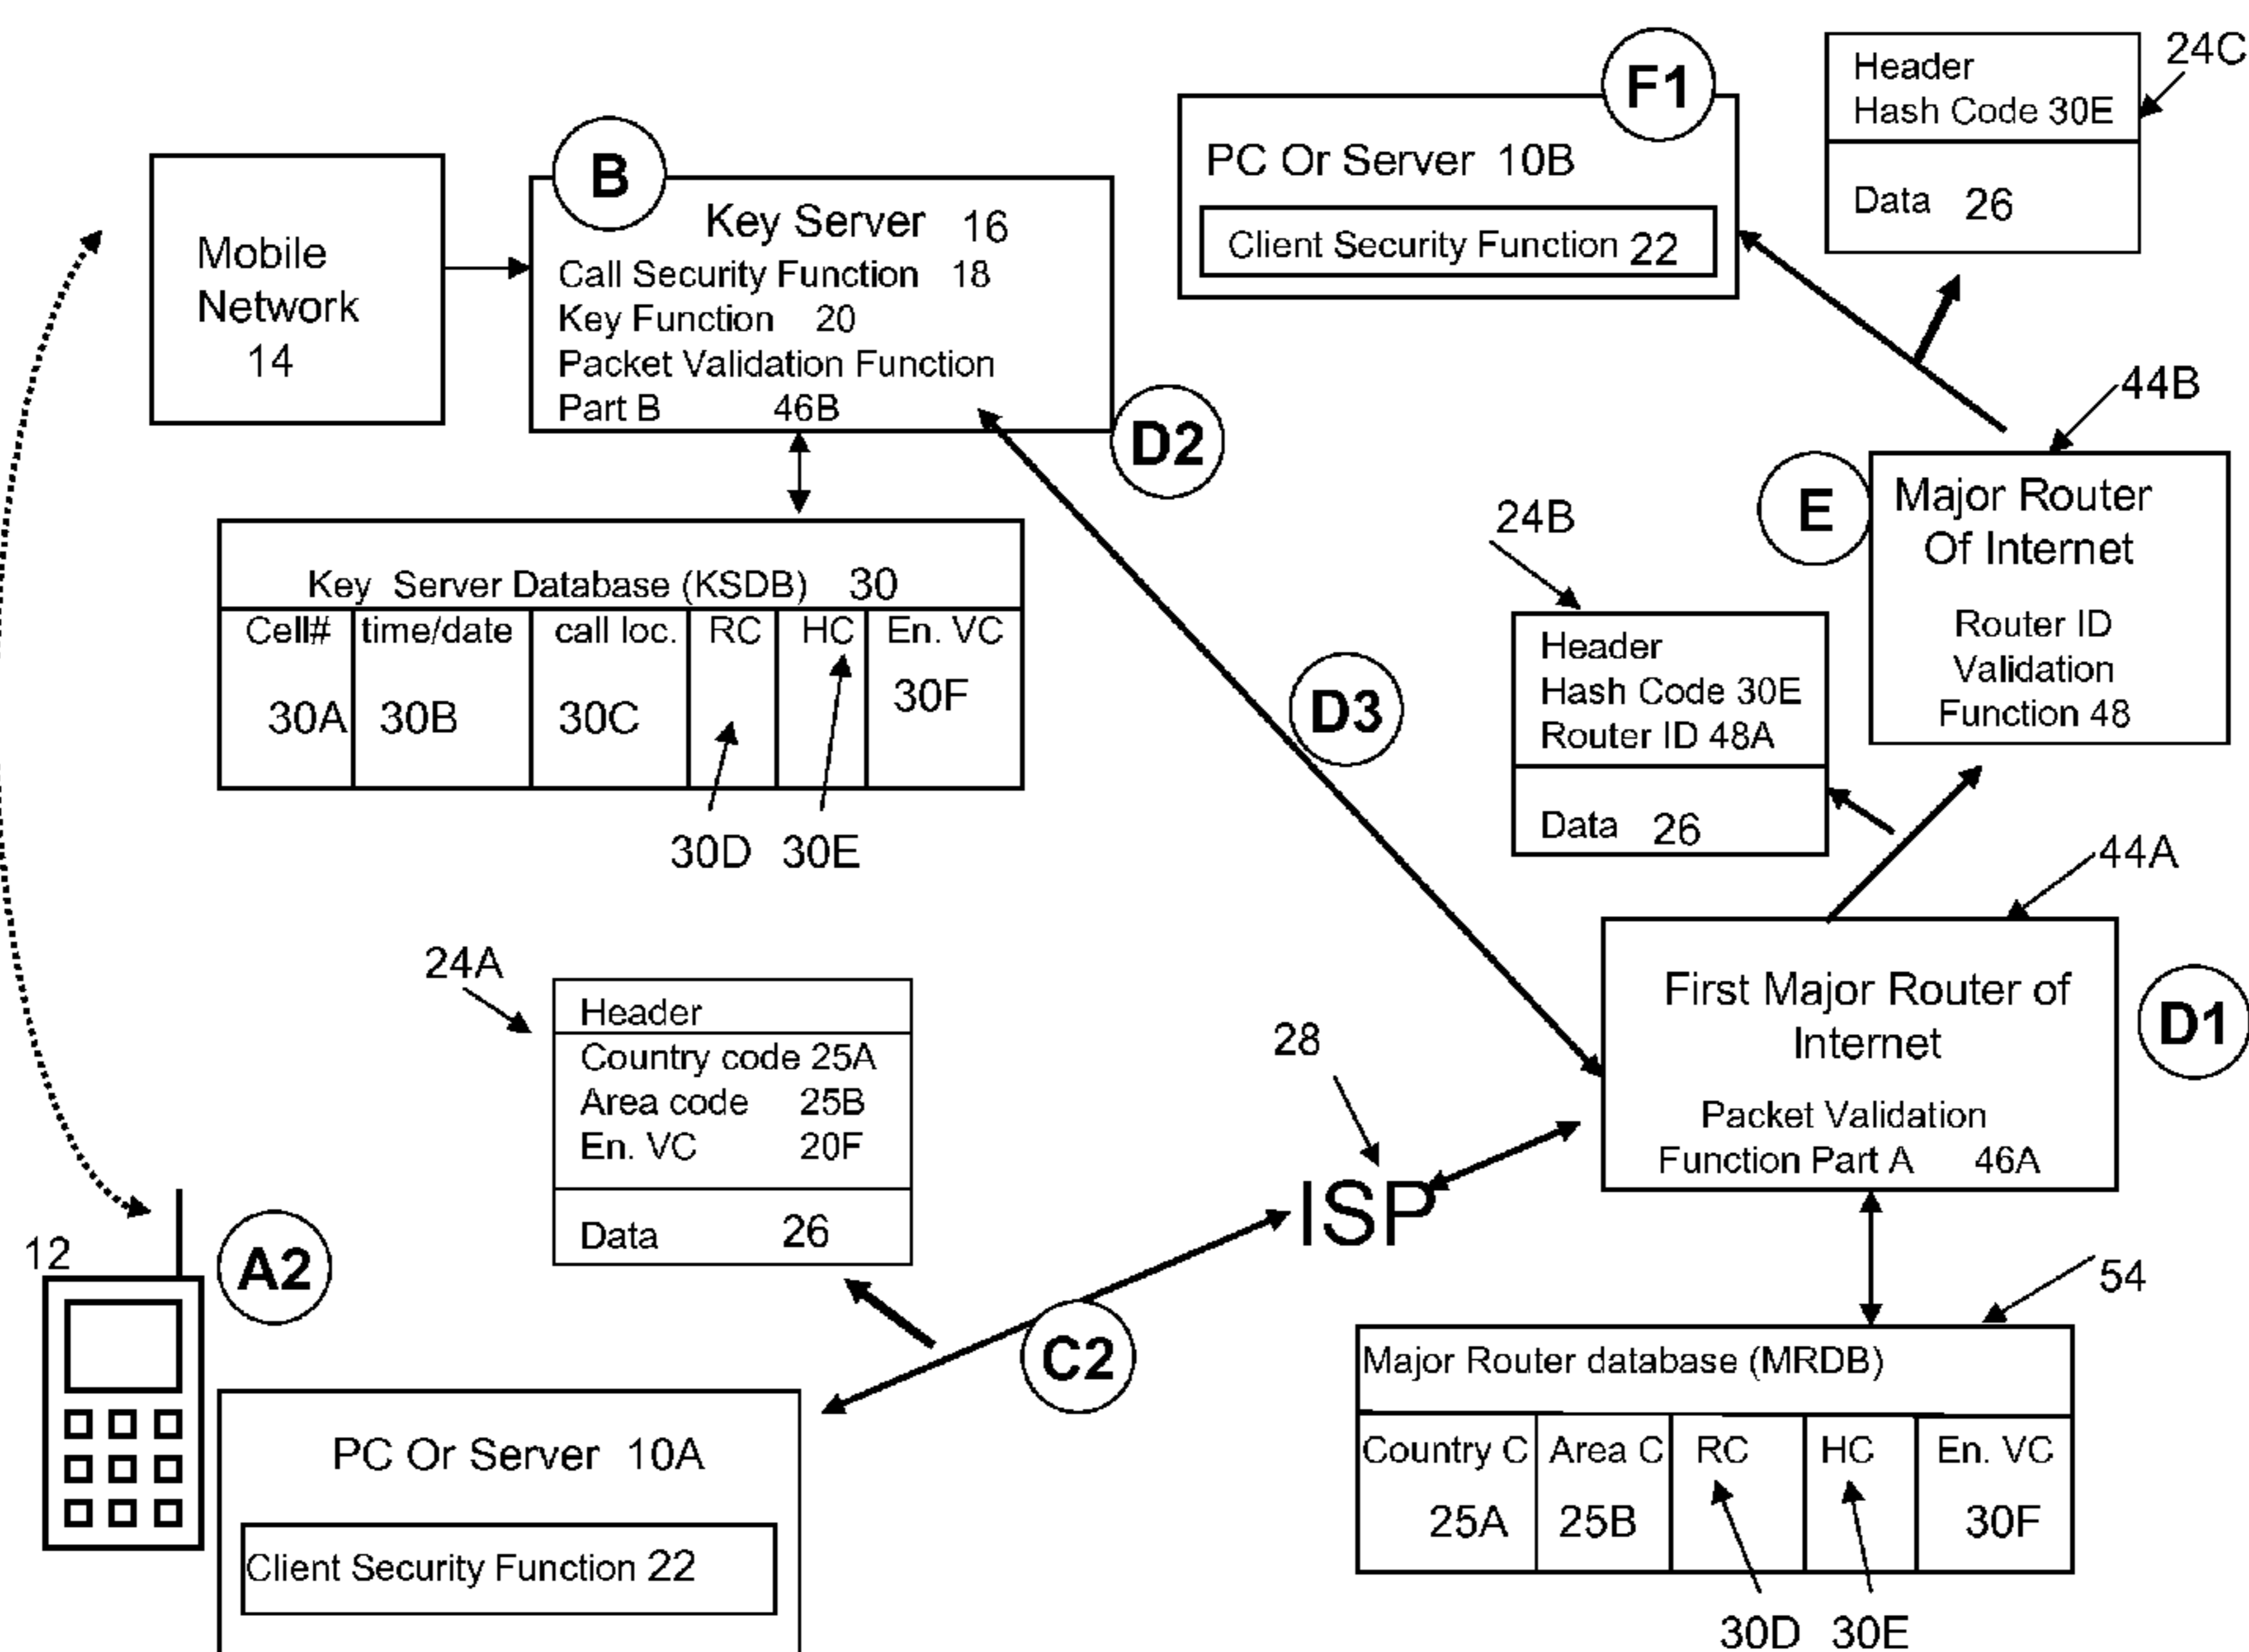 F1
Header
Hash Code 30E
Data 26
24C
PC Or Server 10B
Client Security Function 22
B
Mobile
Network
14
Key Server 16
Call Security Function 18
Key Function 20
Packet Validation Function
Part B 46B
D2
44B
E
Major Router
Of Internet
Router ID
Validation
Function 48
24B
Header
Hash Code 30E
Router ID 48A
Data 26
Key Server Database (KSDB) 30
Cell# time/date call loc. RC HC En. VC
30A 30B 30C 30F
30D 30E
D3
44A
First Major Router of
Internet
Packet Validation
Function Part A 46A
D1
24A
Header
Country code 25A
Area code 25B
En. VC 20F
Data 26
28
ISP
12
A2
C2
54
Major Router database (MRDB)
Country C Area C RC HC En. VC
25A 25B 30F
30D 30E
PC Or Server 10A
Client Security Function 22